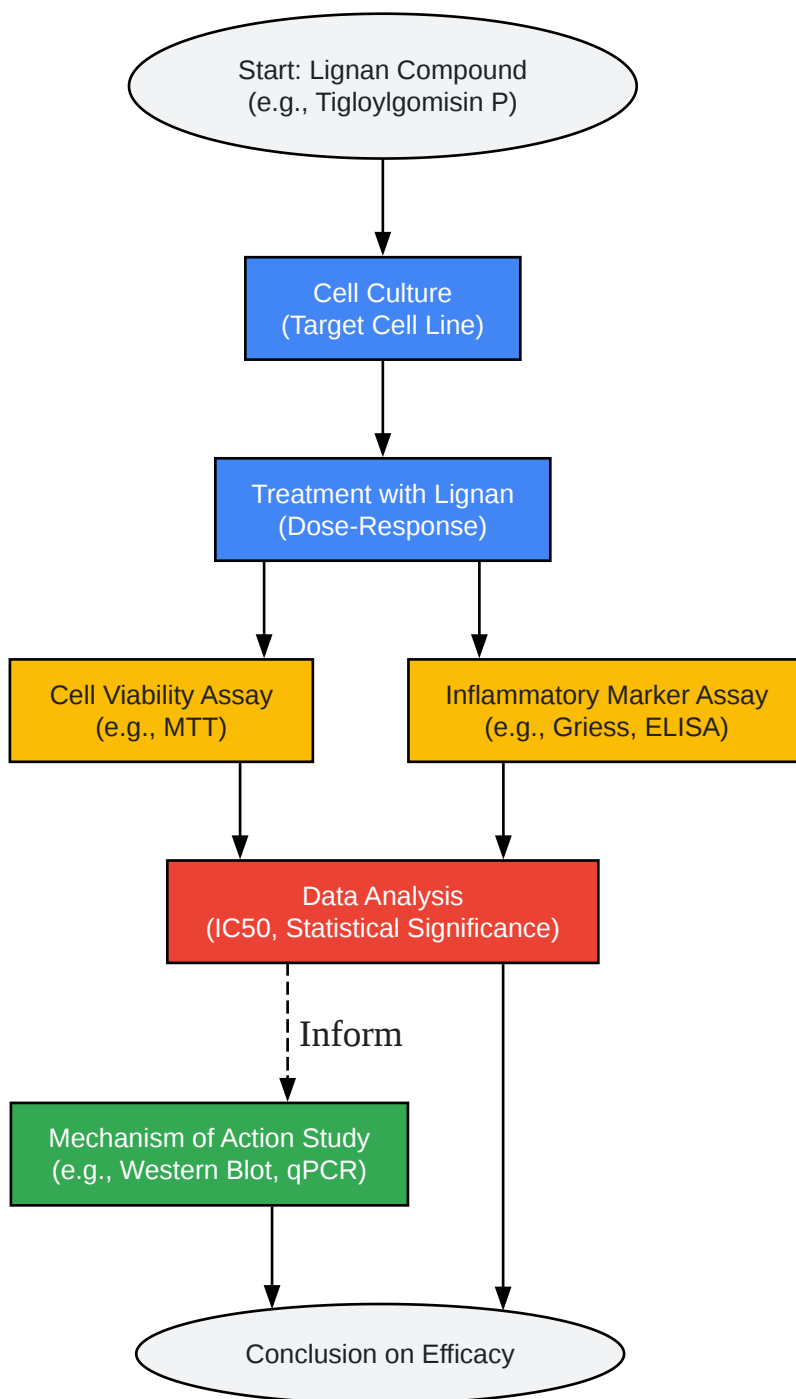 Start: Lignan Compound
(e.g., Tigloylgomisin P)
Cell Culture
(Target Cell Line)
Treatment with Lignan
(Dose-Response)
Cell Viability Assay
(e.g., MTT)
Inflammatory Marker Assay
(e.g., Griess, ELISA)
Data Analysis
(IC50, Statistical Significance)
Inform
Mechanism of Action Study
(e.g., Western Blot, qPCR)
Conclusion on Efficacy